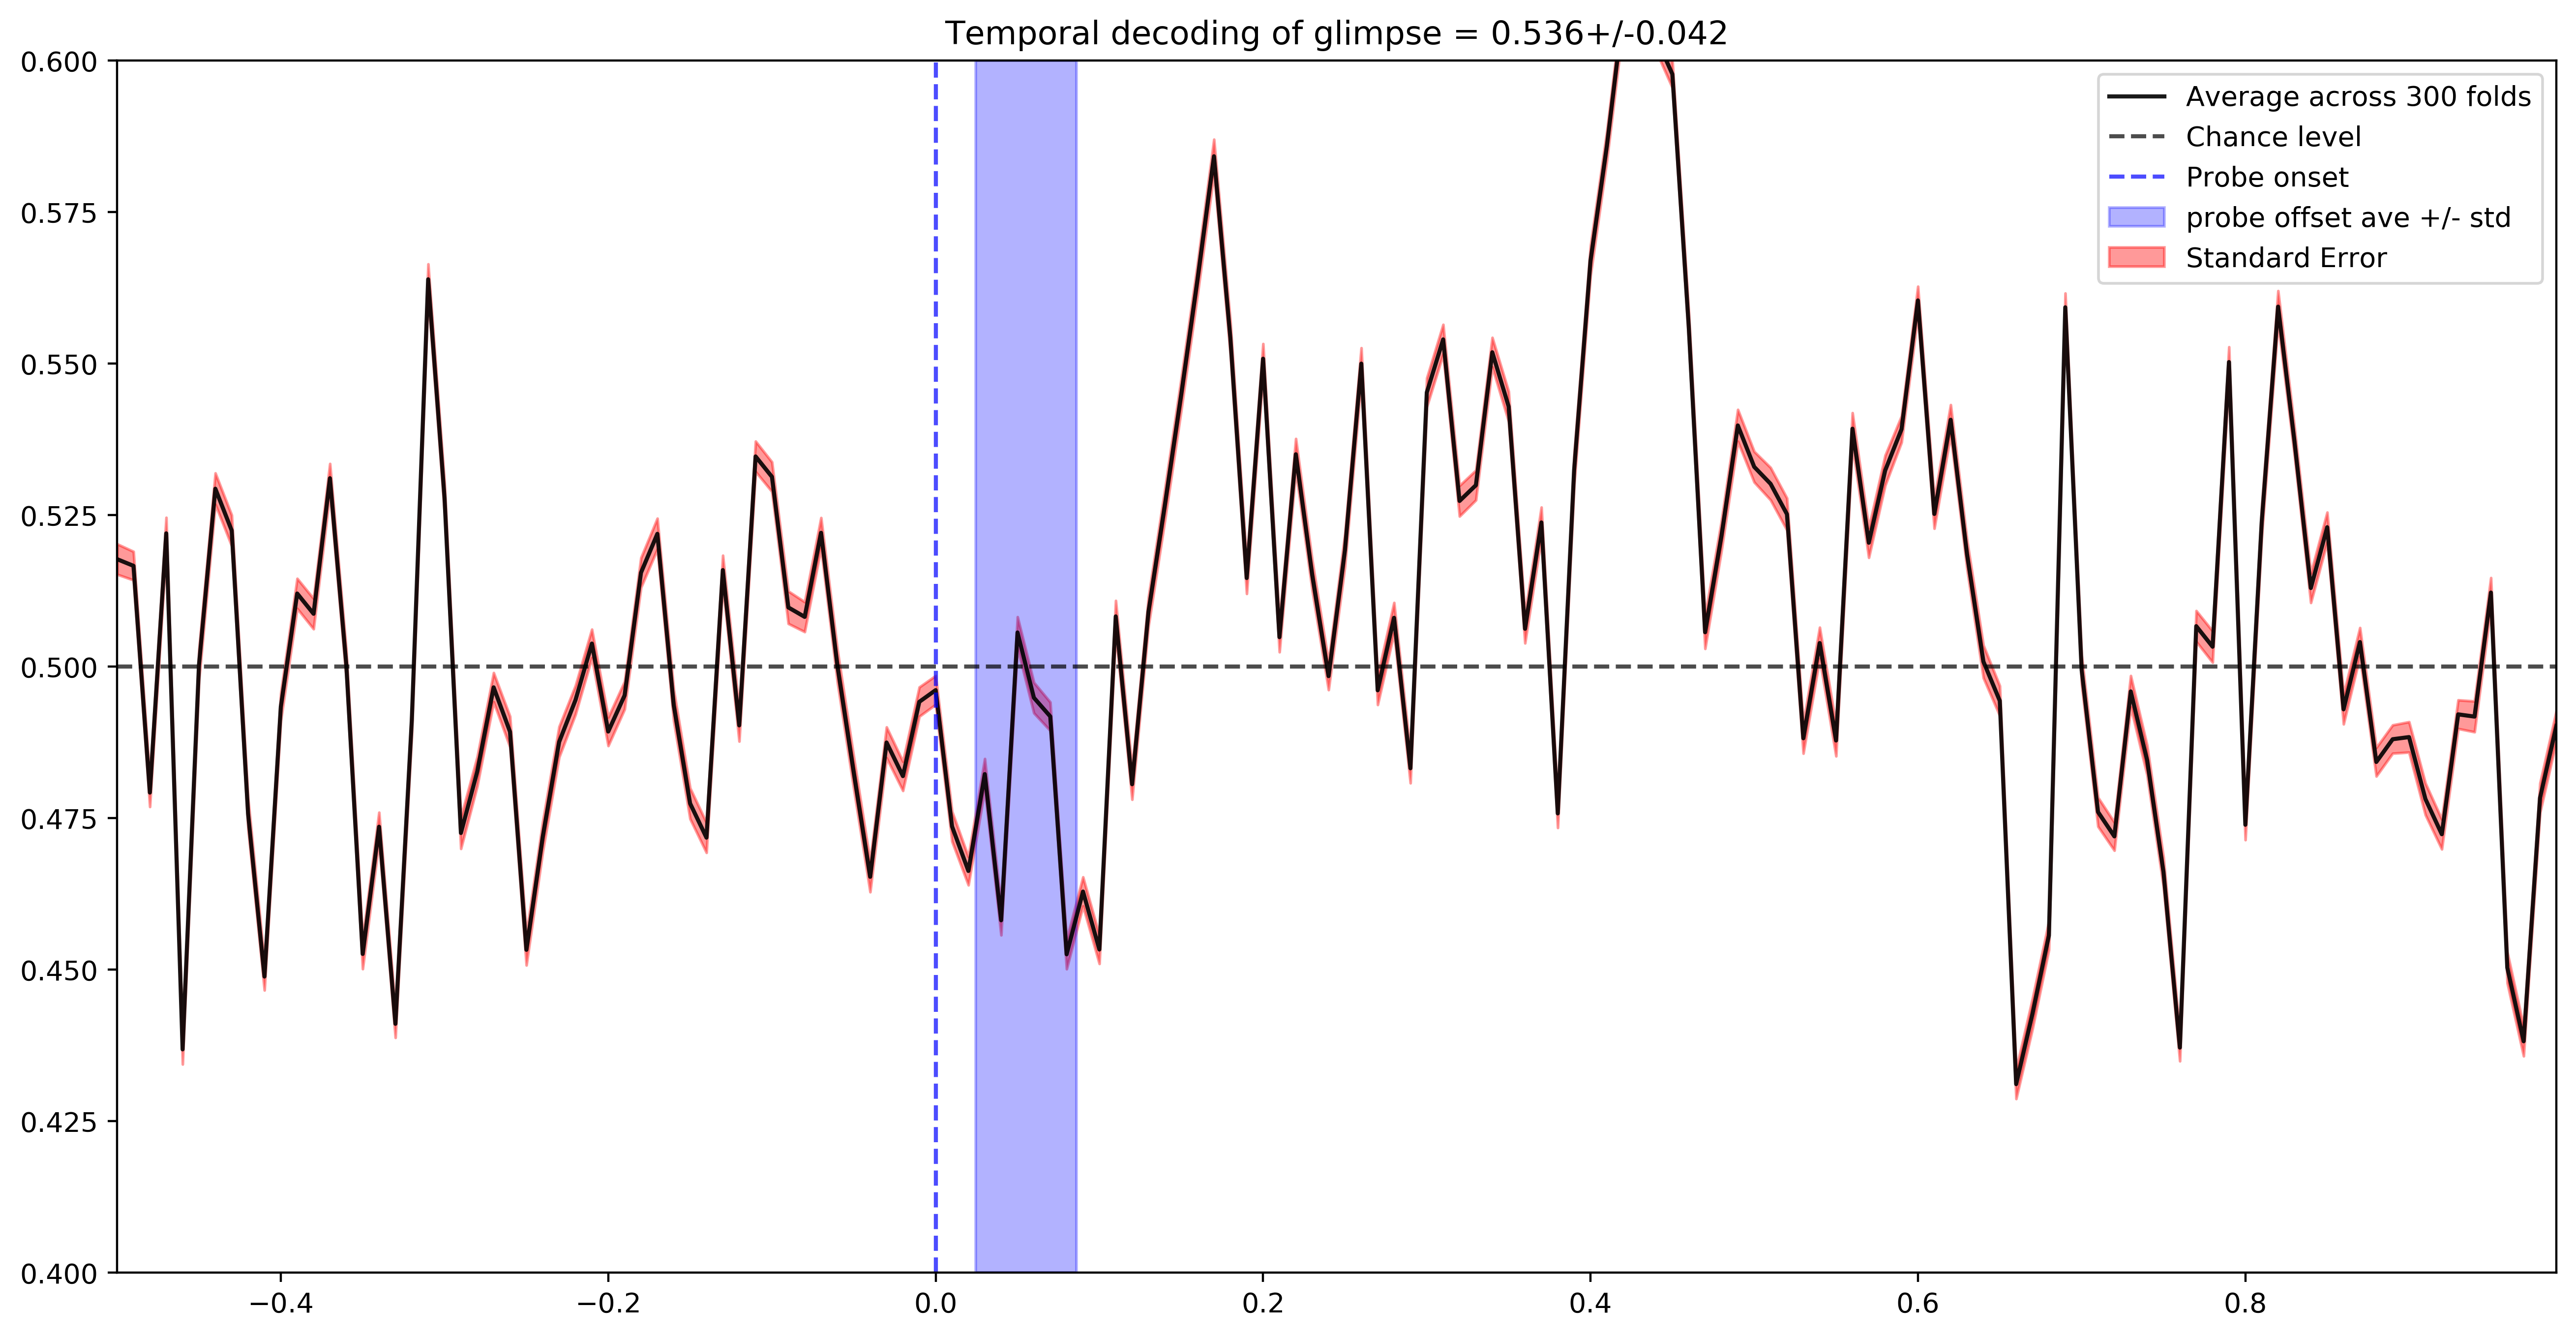 Temporal decoding of glimpse = 0.536+/-0.042
0.600
0.575
0.550
0.525
0.500
0.475
0.450
0.425
0.400
Average across 300 folds
Chance level
Probe onset
probe offset ave +/- std
Standard Error
−0.4
−0.2
0.0
0.2
0.4
0.6
0.8